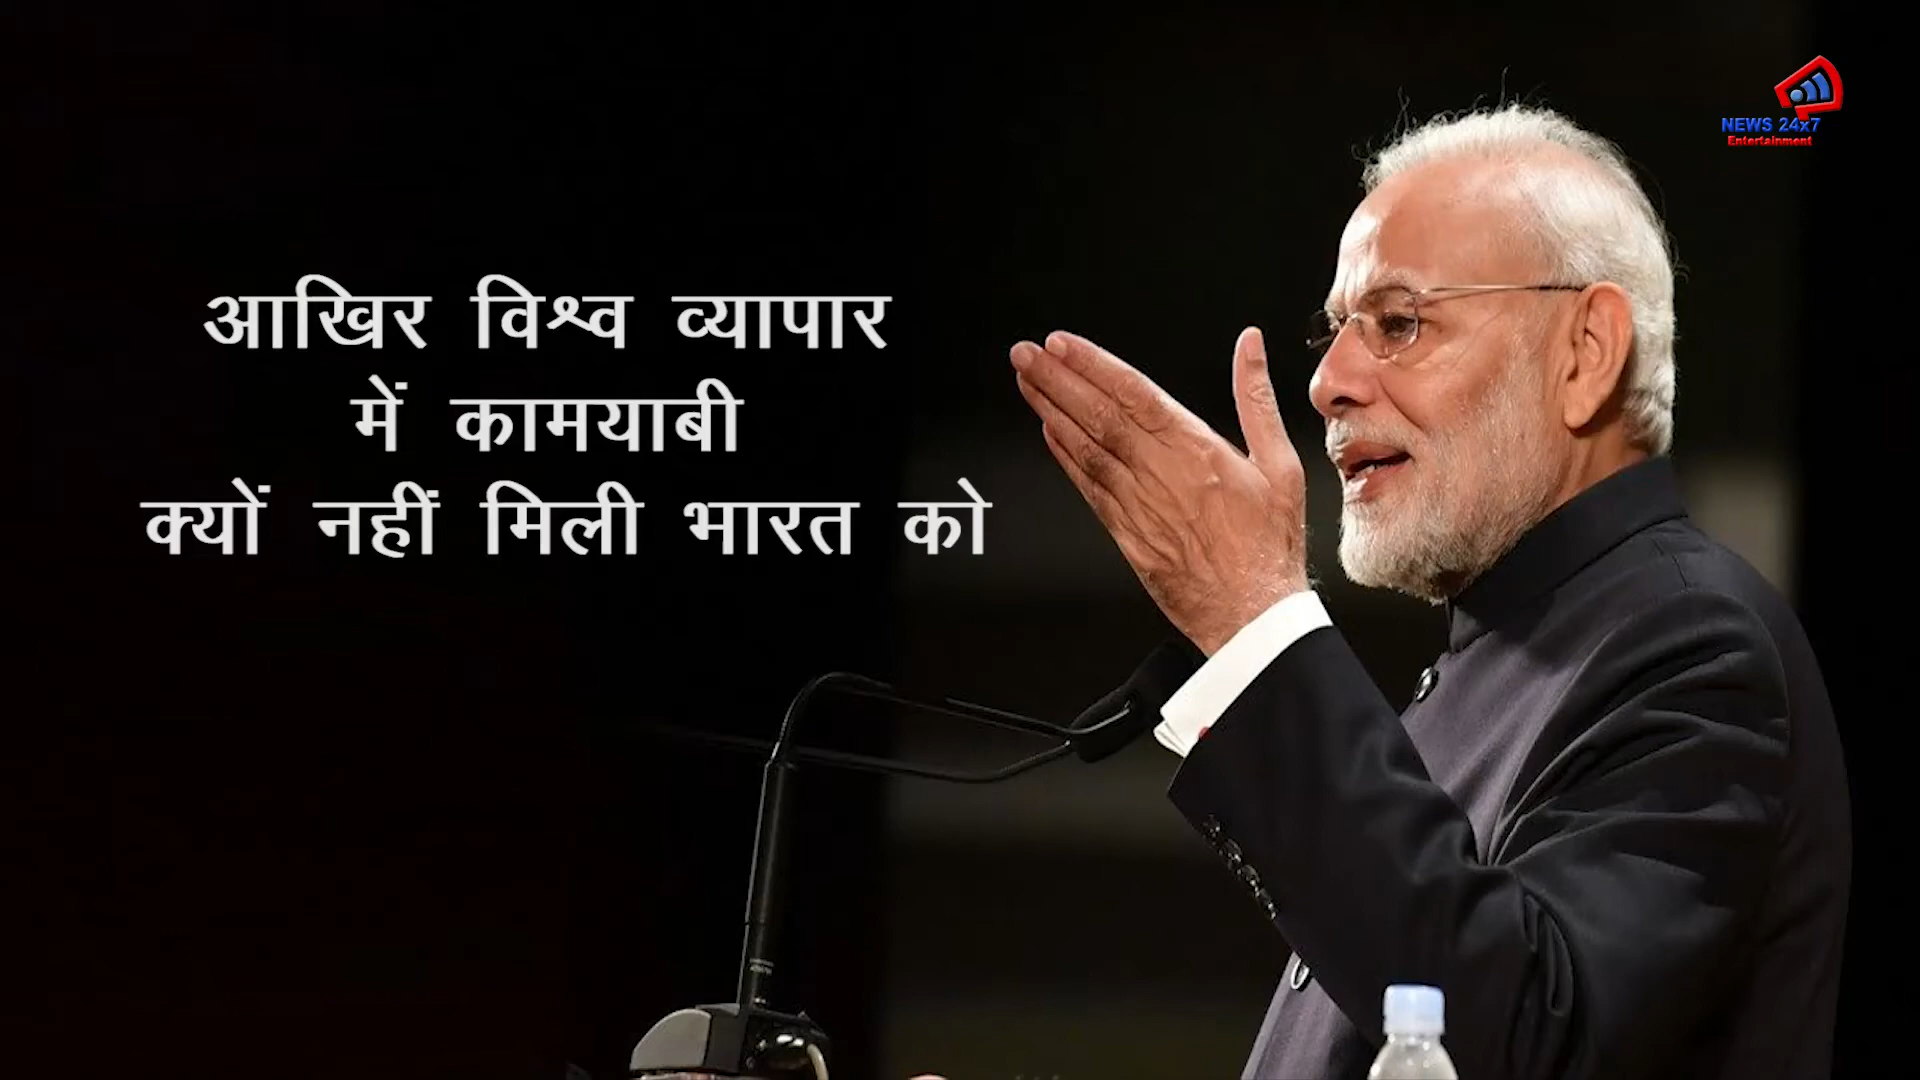 NEWS 24x7
Entertainment
आखिर विश्व व्यापार
में कामयाबी
क्यों नहीं मिली भारत को